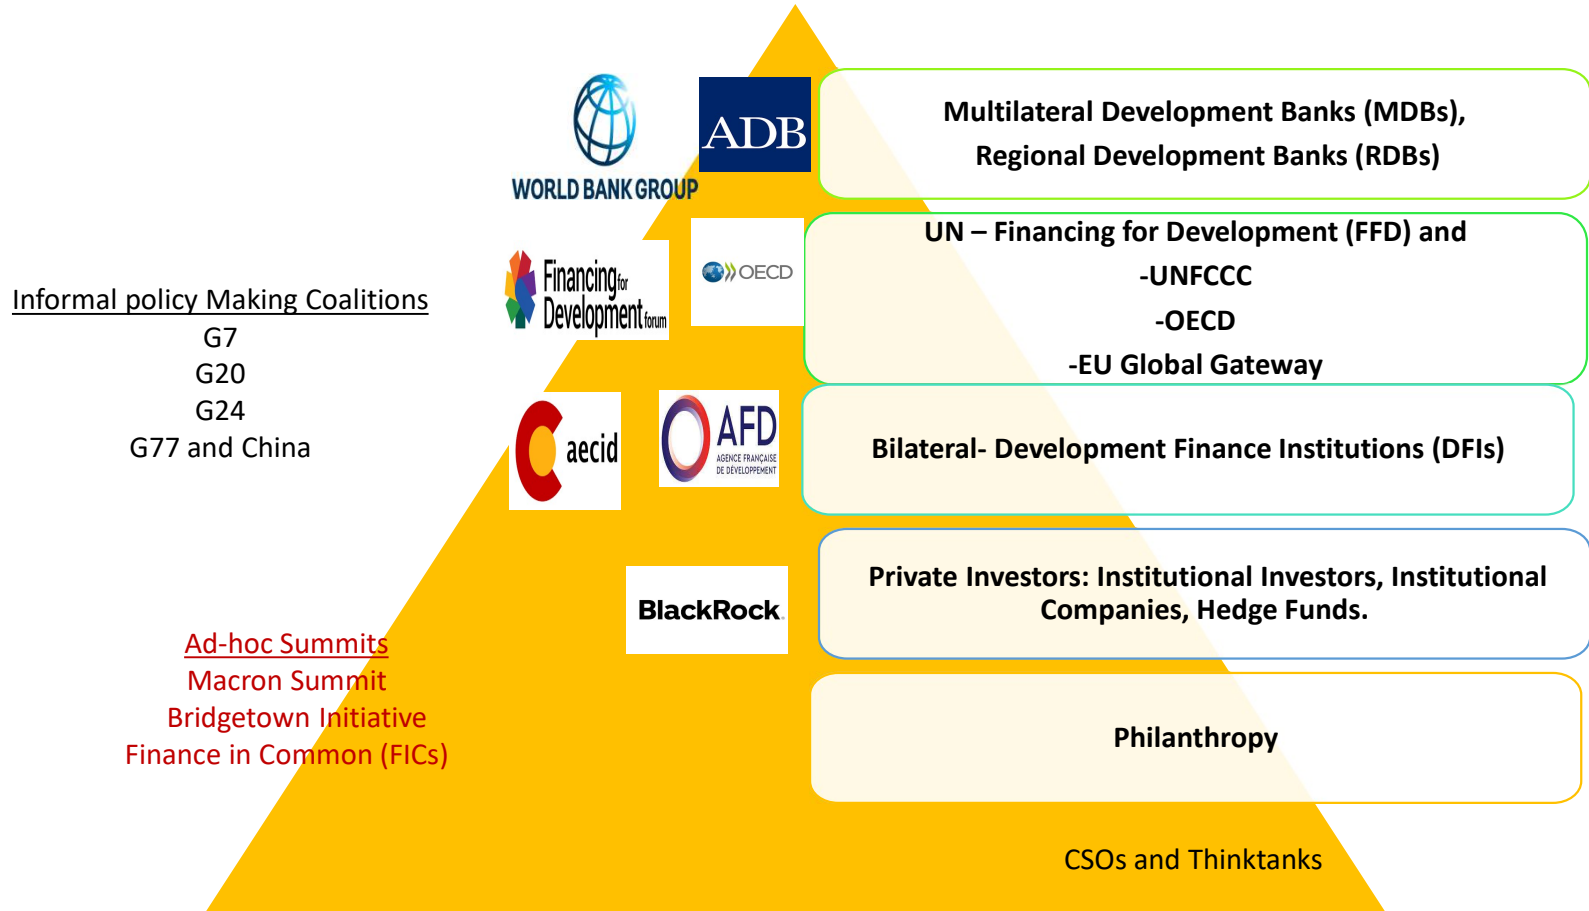 WORLD BANK GROUP
ADB
Multilateral Development Banks (MDBs),
Regional Development Banks (RDBs)
Financing for
Development forum
OECD
UN – Financing for Development (FFD) and
-UNFCCC
-OECD
-EU Global Gateway
Informal policy Making Coalitions
G7
G20
G24
G77 and China
aecid
AFD
AGENCE FRANÇAISE
DE DÉVELOPPEMENT
Bilateral- Development Finance Institutions (DFIs)
BlackRock.
Private Investors: Institutional Investors, Institutional
Companies, Hedge Funds.
Ad-hoc Summits
Macron Summit
Bridgetown Initiative
Finance in Common (FICs)
Philanthropy
CSOs and Thinktanks